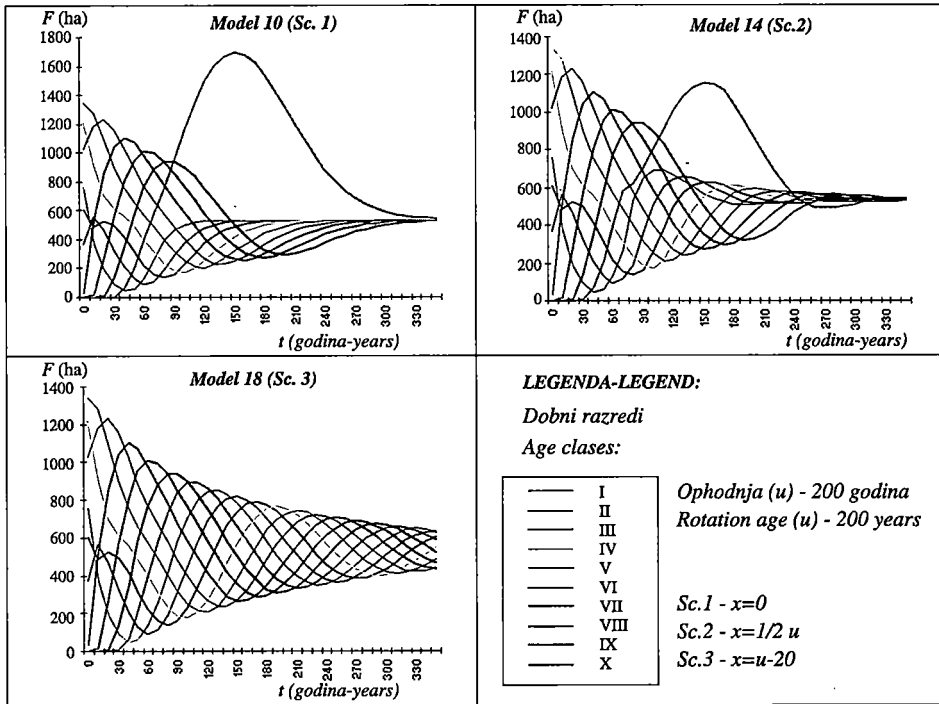 F (ha)
Model 10 (Sc. 1)
1800
1600
1400
1200
1000
800
600
400
200
0
0 30 60 90 120 150 180 210 240 270 300 330
t (godina-years)
F (ha)
Model 14 (Sc.2)
1400
1200
1000
800
600
400
200
0
0 30 60 90 120 150 180 210 240 270 300 330
t (godina-years)
F (ha)
Model 18 (Sc. 3)
1400
1200
1000
800
600
400
200
0
0 30 60 90 120 150 180 210 240 270 300 330
t (godina-years)
LEGENDA-LEGEND:
Dobni razredi
Age clases:
I
II
III
IV
V
VI
VII
VIII
IX
X
Ophodnja (u) - 200 godina
Rotation age (u) - 200 years
Sc.1 - x=0
Sc.2 - x=1/2 u
Sc.3 - x=u-20